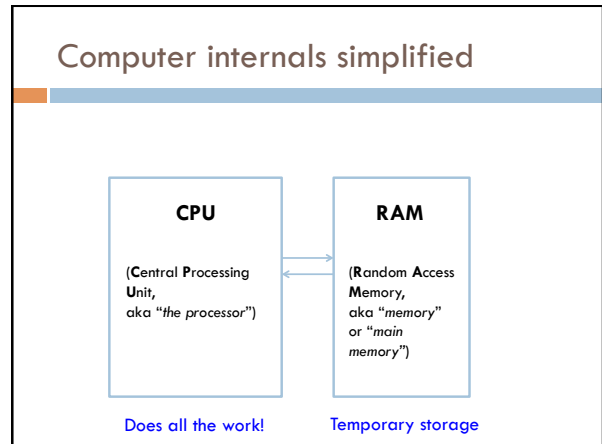 Computer internals simplified
CPU
(Central Processing
Unit,
aka “the processor”)
RAM
(Random Access
Memory,
aka “memory”
or “main
memory”)
Does all the work!
Temporary storage